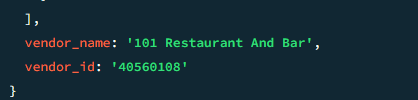 ],
vendor_name: '101 Restaurant And Bar',
vendor_id: '40560108'
}